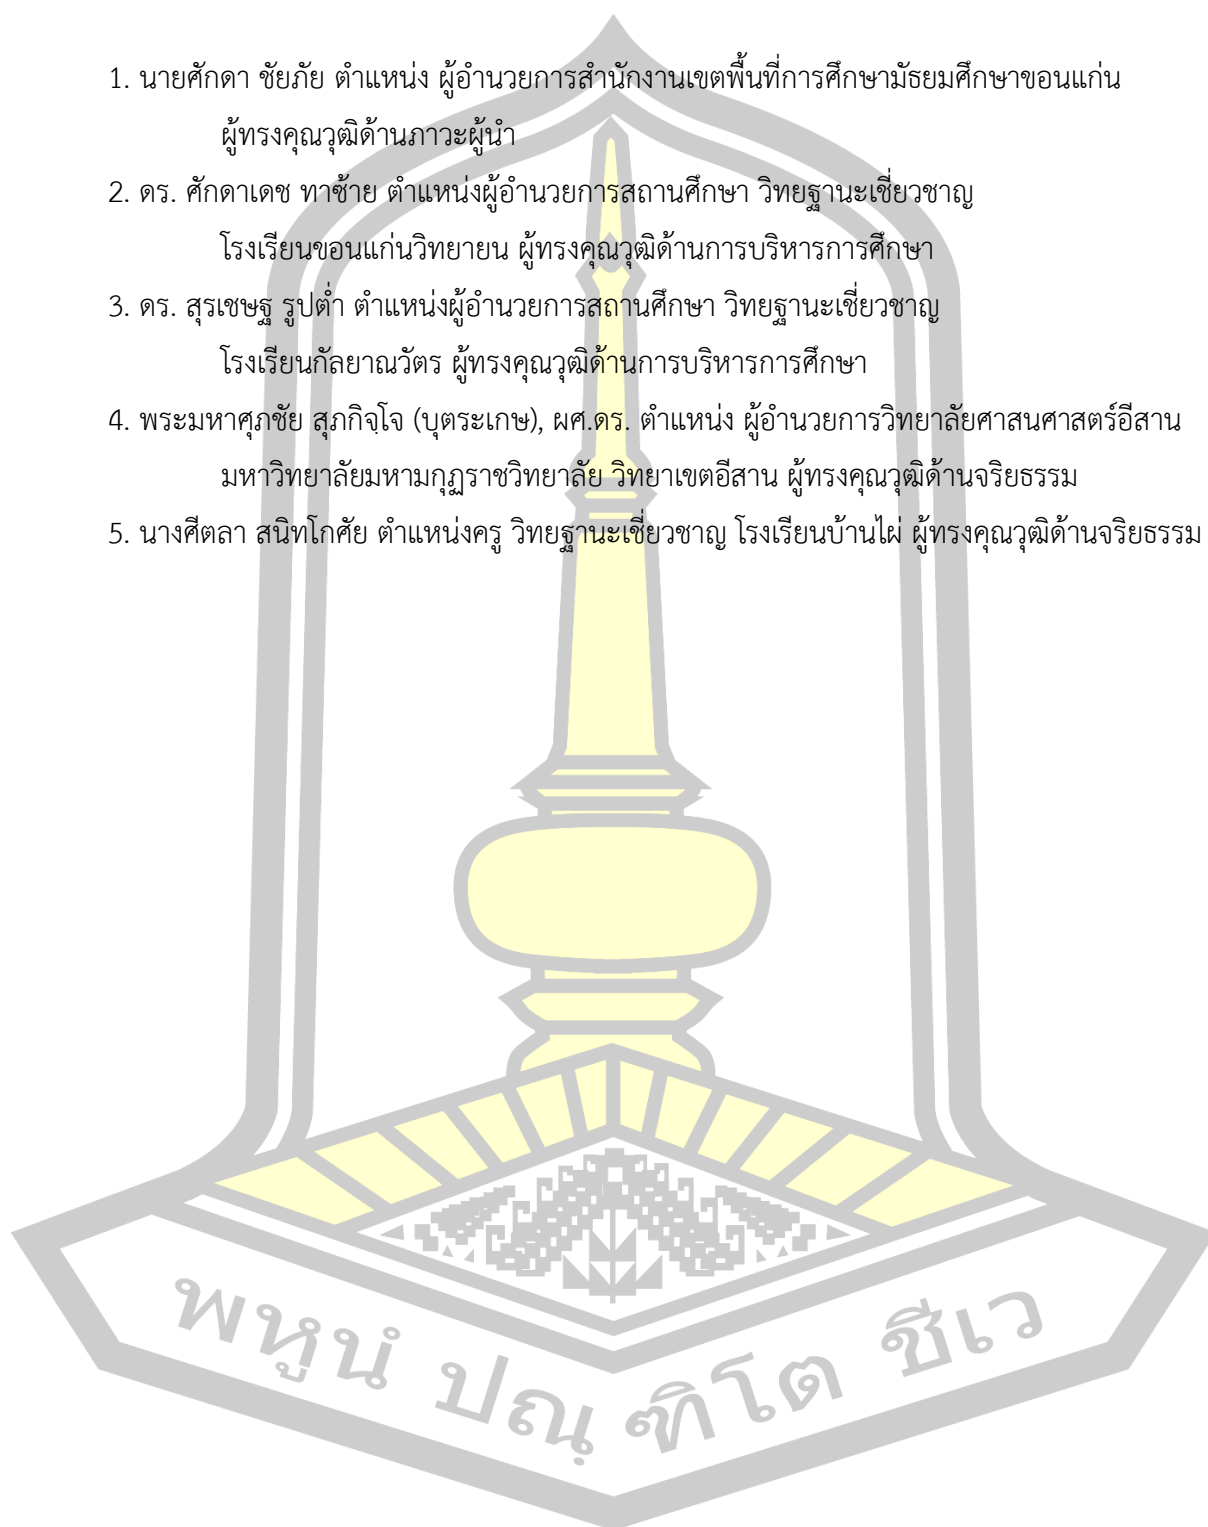 1. นายศักดา ชัยภัย ตำแหน่ง ผู้อำนวยการสำนักงานเขตพื้นที่การศึกษามัธยมศึกษาขอนแก่น
ผู้ทรงคุณวุฒิด้านภาวะผู้นำ
2. ดร. ศักดาเดช ทาซ้าย ตำแหน่งผู้อำนวยการสถานศึกษา วิทยฐานะเชี่ยวชาญ
โรงเรียนขอนแก่นวิทยายน ผู้ทรงคุณวุฒิด้านการบริหารการศึกษา
3. ดร. สุรเชษฐ รูปต่ำ ตำแหน่งผู้อำนวยการสถานศึกษา วิทยฐานะเชี่ยวชาญ
โรงเรียนกัลยาณวัตร ผู้ทรงคุณวุฒิด้านการบริหารการศึกษา
4. พระมหาศุภชัย สุภกิจฺโจ (บุตระเกษ), ผศ.ดร. ตำแหน่ง ผู้อำนวยการวิทยาลัยศาสนศาสตร์อีสาน
มหาวิทยาลัยมหามกุฏราชวิทยาลัย วิทยาเขตอีสาน ผู้ทรงคุณวุฒิด้านจริยธรรม
5. นางศีตลา สนิทโกศัย ตำแหน่งครู วิทยฐานะเชี่ยวชาญ โรงเรียนบ้านไผ่ ผู้ทรงคุณวุฒิด้านจริยธรรม
พหูนํ ปณฺฑิโต ชีเว